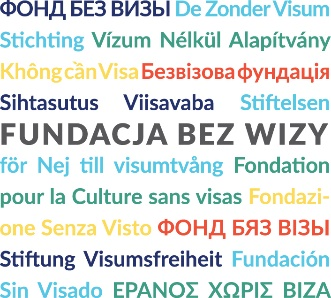 ФОНД БЕЗ ВИЗЫ De Zonder Visum
Stichting Vízum Nélkül Alapítvány
Không cần Visa Безвізова фундація
Sihtasutus Viisavaba Stiftelsen
FUNDACJA BEZ WIZY
för Nej till visumtvång Fondation
pour la Culture sans visas Fondazi-
one Senza Visto ФОНД БЯЗ ВІЗЫ
Stiftung Visumsfreiheit Fundación
Sin Visado ΕΡΑΝΟΣ ΧΩΡΙΣ ΒΙΖΑ